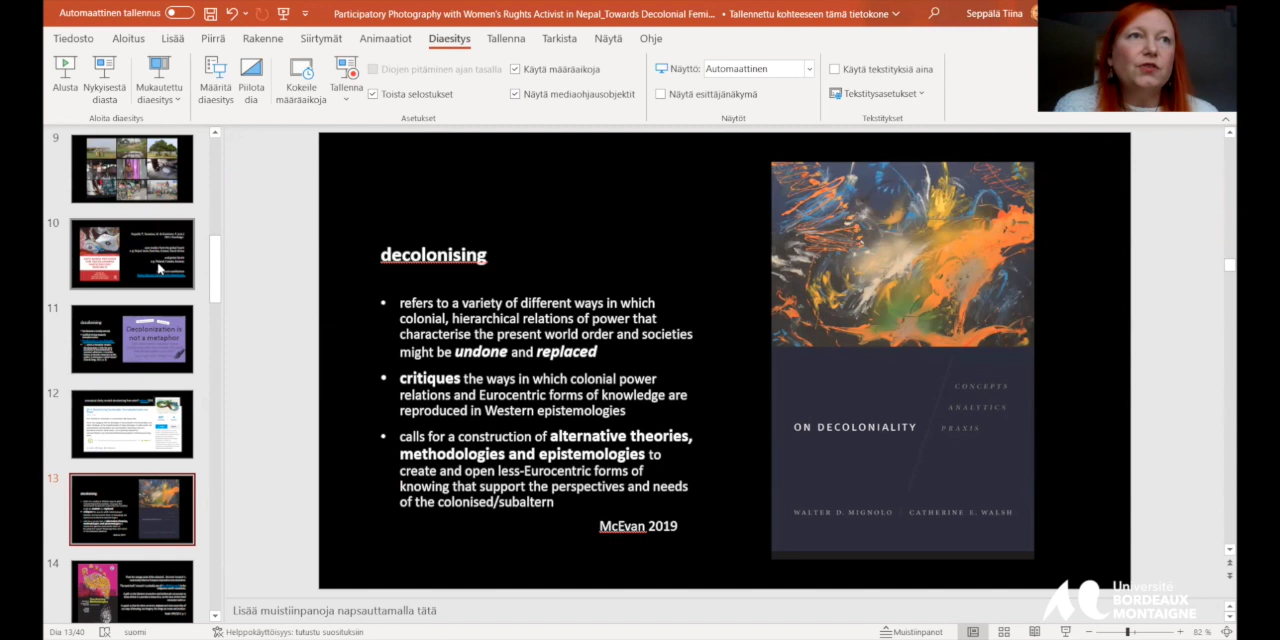 Automaattinen tallennus
Participatory Photography with Women's Rughts Activist in Nepal_Towards Decolonial Femi... • Tallennettu kohteeseen tämä tietokone
Seppälä Tiina
Tiedosto Aloitus Lisää Piirrä Rakenne Siirtymät Animaatiot Diaesitys Tallenna Tarkista Näytä Ohje
Alusta
Nykyisestä diasta
Mukautettu diaesitys
Aloita diaesitys
Määritä diaesitys
Piilota dia
Kokeile määräaikoja
Tallenna
Diojen pitäminen ajan tasalla
Toista selostukset
Käytä määräaikoja
Näytä mediaohjausobjektit
Asetukset
Näyttö: Automaattinen
Näytä esittäjänäkymä
Näytöt
Käytä tekstityksiä aina
Tekstitysasetukset
Tekstitykset
9
10
11
decolonising
Decolonization is
not a metaphor
12
13
decolonising
14
decolonising
• refers to a variety of different ways in which
colonial, hierarchical relations of power that
characterise the present world order and societies
might be undone and replaced
• critiques the ways in which colonial power
relations and Eurocentric forms of knowledge are
reproduced in Western epistemologies
• calls for a construction of alternative theories,
methodologies and epistemologies to
create and open less-Eurocentric forms of
knowing that support the perspectives and needs
of the colonised/subaltern
McEvan 2019
CONCEPTS
ANALYTICS
PRAXIS
ON DECOLONIALITY
WALTER D. MIGNOLO / CATHERINE E. WALSH
Université
BORDEAUX
MONTAIGNE
Lisää muistiinpanoja napsauttamalla tätä
Dia 13/40 suomi Helppokäyttöisyys: tutustu suosituksiin Muistiinpanot 82 %